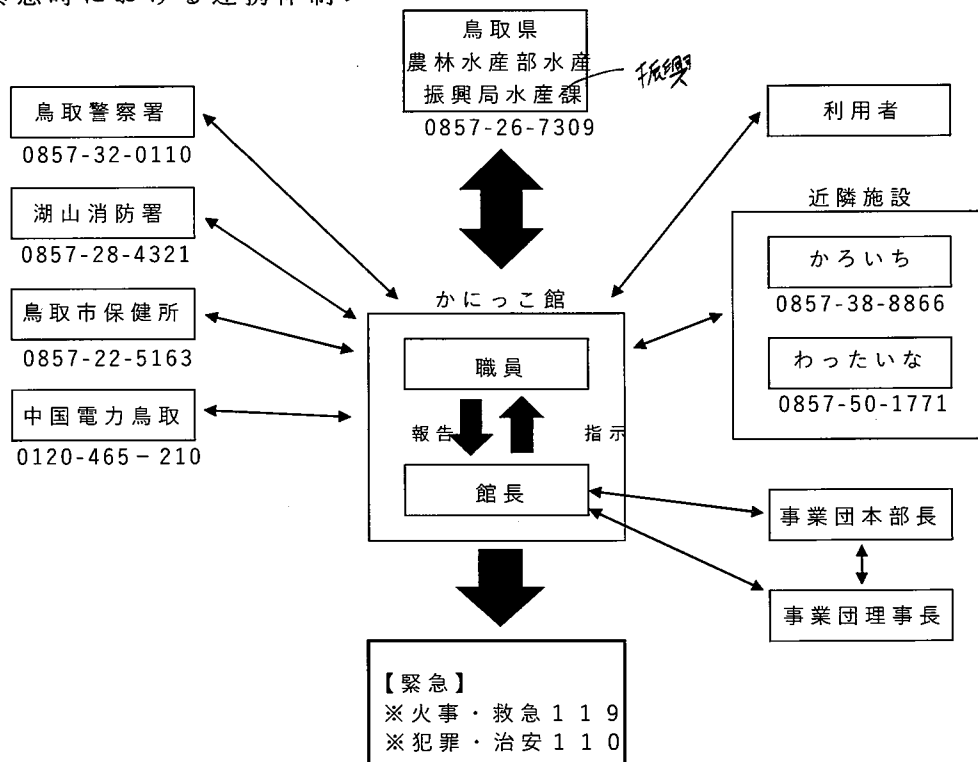 緊急時における連携体制
鳥取県
農林水産部水産
振興局水産課
振興
0857-26-7309
鳥取警察署
0857-32-0110
湖山消防署
0857-28-4321
鳥取市保健所
0857-22-5163
中国電力鳥取
0120-465-210
利用者
近隣施設
かろいち
0857-38-8866
わったいな
0857-50-1771
かにっこ館
職員
報告
指示
館長
事業団本部長
事業団理事長
【緊急】
※火事・救急119
※犯罪・治安110